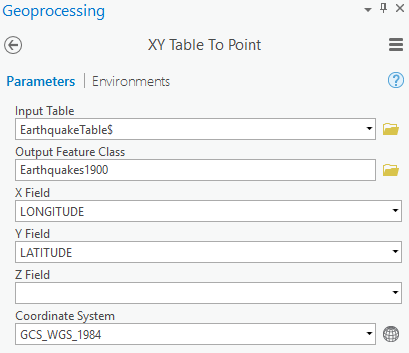 Geoprocessing
XY Table To Point
Parameters | Environments
Input Table
EarthquakeTable$
Output Feature Class
Earthquakes1900
X Field
LONGITUDE
Y Field
LATITUDE
Z Field
Coordinate System
GCS_WGS_1984